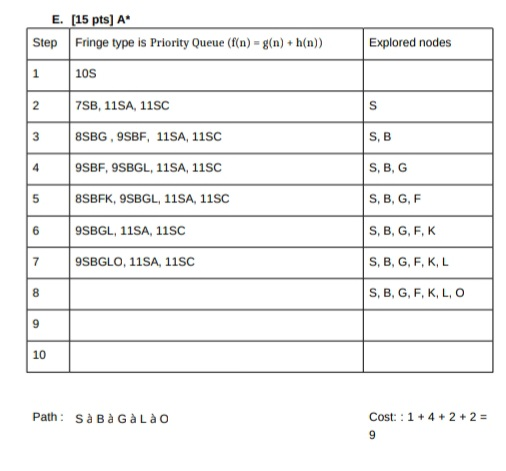 E. [15 pts] A*
Step Fringe type is Priority Queue (f(n) = g(n) + h(n)) Explored nodes
1 10S
2 7SB, 11SA, 11SC S
3 8SBG , 9SBF, 11SA, 11SC S, B
4 9SBF, 9SBGL, 11SA, 11SC S, B, G
5 8SBFK, 9SBGL, 11SA, 11SC S, B, G, F
6 9SBGL, 11SA, 11SC S, B, G, F, K
7 9SBGLO, 11SA, 11SC S, B, G, F, K, L
8 S, B, G, F, K, L, O
9
10
Path : S à B à G à L à O Cost: : 1 + 4 + 2 + 2 =
9